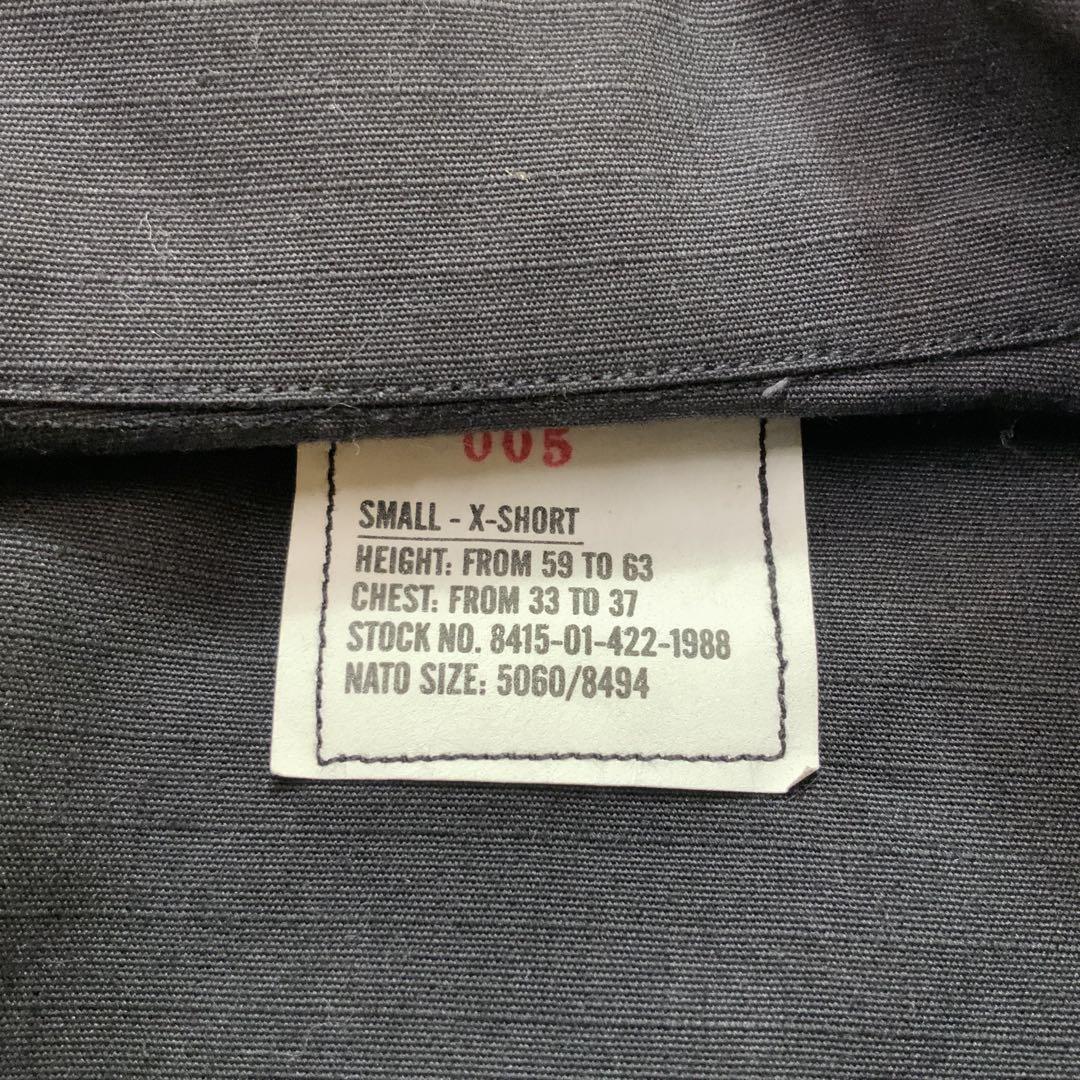 005
SMALL - X-SHORT
HEIGHT: FROM 59 TO 63
CHEST: FROM 33 TO 37
STOCK NO. 8415-01-422-1988
NATO SIZE: 5060/8494